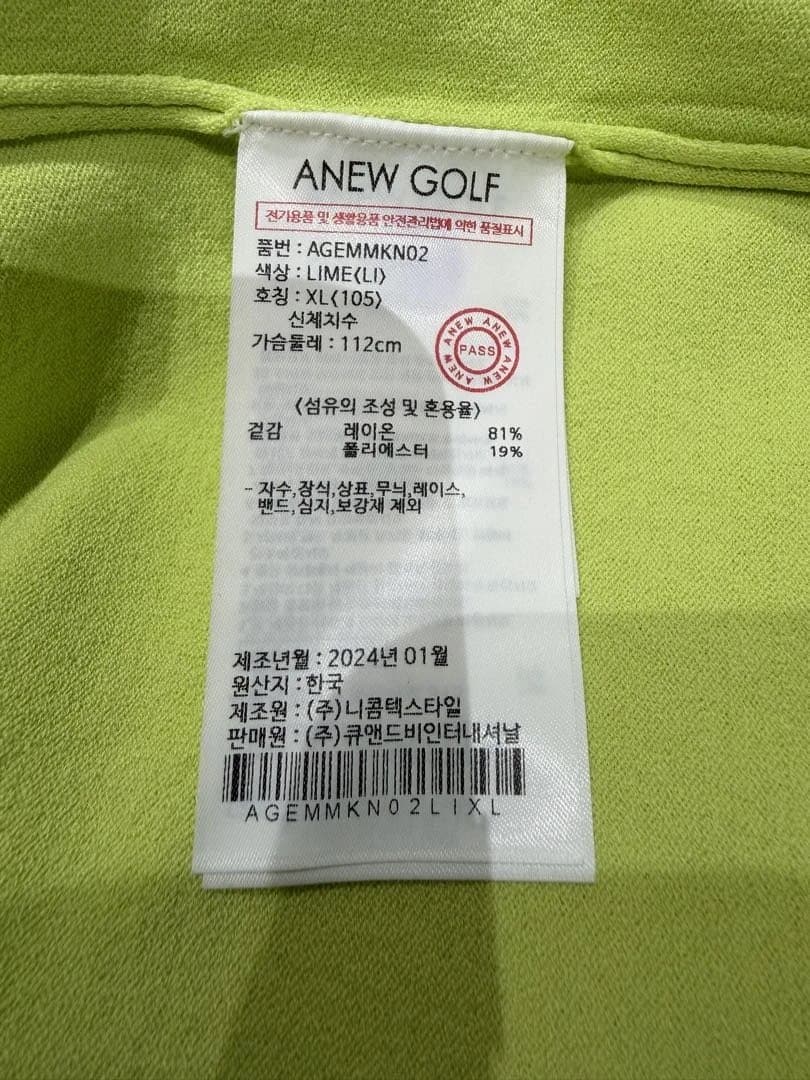 ANEW GOLF
전기용품 및 생활용품 안전관리법에 의한 품질표시
품번 : AGEMMKN02
색상 : LIME(LI)
호칭 : XL(105)
신체치수
가슴둘레 : 112cm
ANEW ANEW ANEW ANEW
PASS
〈섬유의 조성 및 혼용율〉
겉감 레이온 81%
폴리에스터 19%
- 자수,장식,상표,무늬,레이스,
밴드,심지,보강재 제외
제조년월 : 2024년 01월
원산지 : 한국
제조원 : (주)니콤텍스타일
판매원 : (주)큐앤드비인터내셔날
AGEMMKN02LIXL